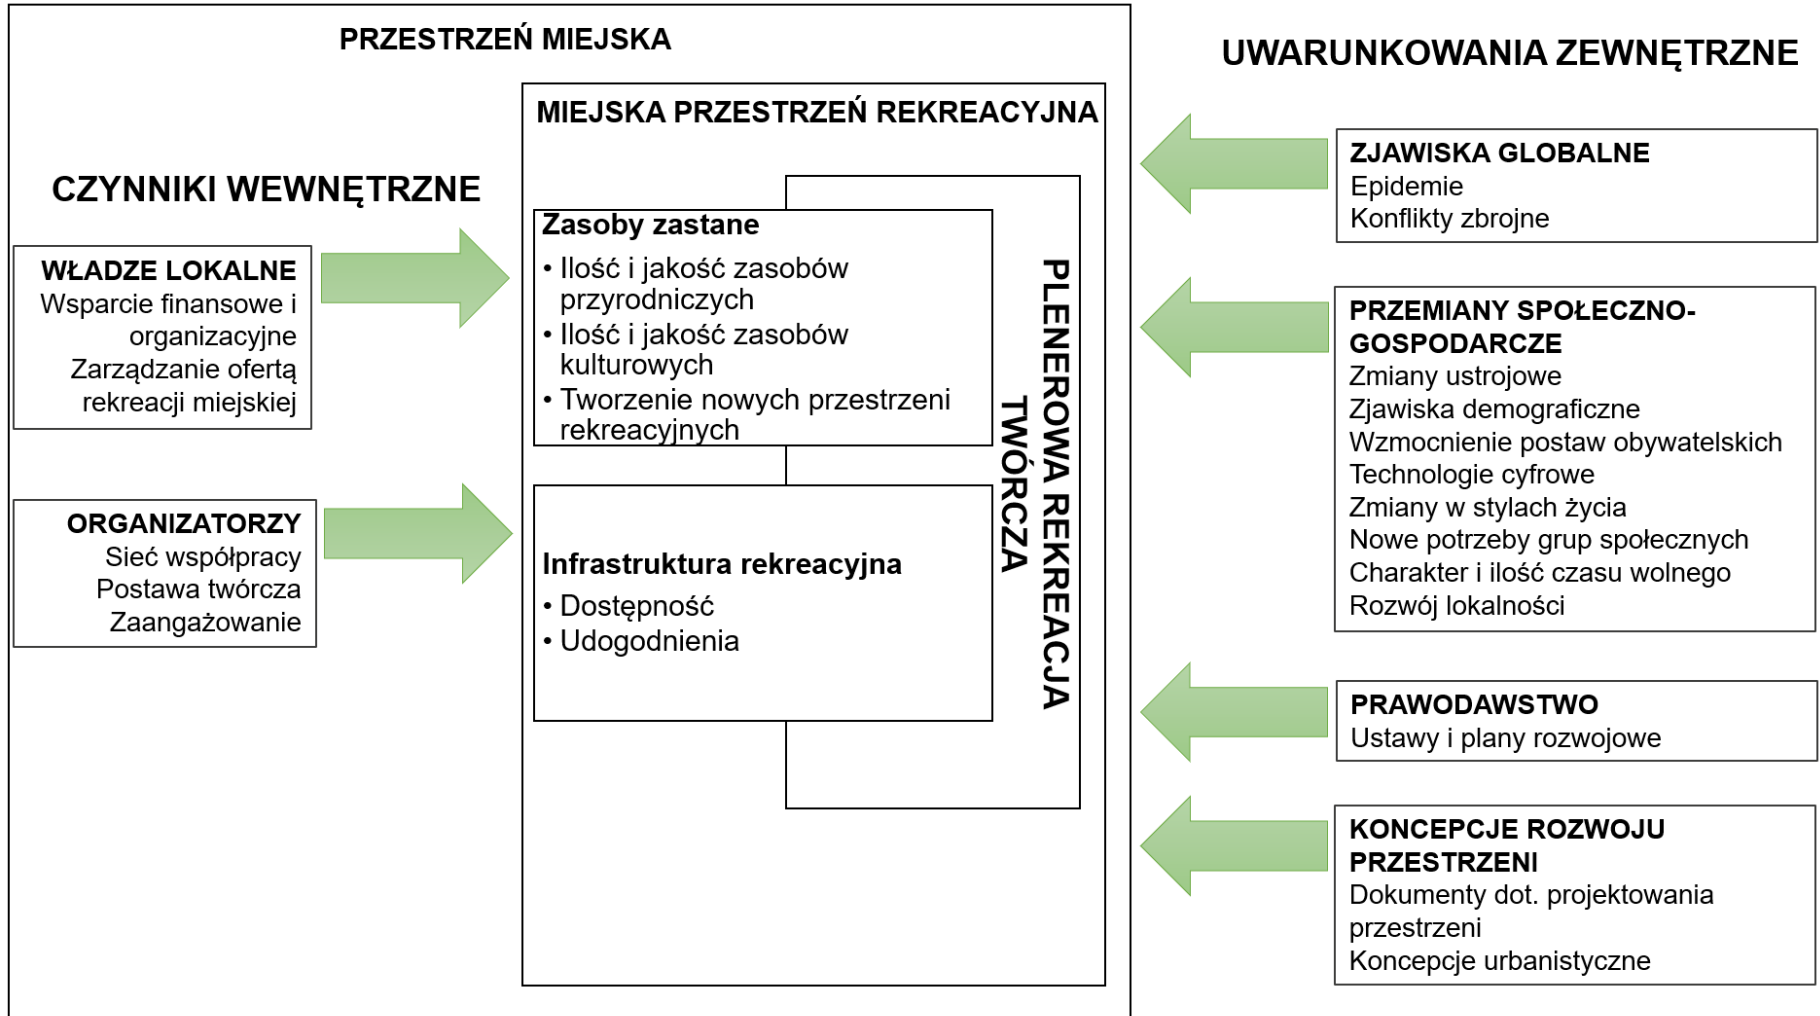 PRZESTRZEŃ MIEJSKA
CZYNNIKI WEWNĘTRZNE
WŁADZE LOKALNE
Wsparcie finansowe i
organizacyjne
Zarządzanie ofertą
rekreacji miejskiej
ORGANIZATORZY
Sieć współpracy
Postawa twórcza
Zaangażowanie
MIEJSKA PRZESTRZEŃ REKREACYJNA
Zasoby zastane
• Ilość i jakość zasobów
przyrodniczych
• Ilość i jakość zasobów
kulturowych
• Tworzenie nowych przestrzeni
rekreacyjnych
Infrastruktura rekreacyjna
• Dostępność
• Udogodnienia
PLENEROWA REKREACJA
TWÓRCZA
UWARUNKOWANIA ZEWNĘTRZNE
ZJAWISKA GLOBALNE
Epidemie
Konflikty zbrojne
PRZEMIANY SPOŁECZNO-
GOSPODARCZE
Zmiany ustrojowe
Zjawiska demograficzne
Wzmocnienie postaw obywatelskich
Technologie cyfrowe
Zmiany w stylach życia
Nowe potrzeby grup społecznych
Charakter i ilość czasu wolnego
Rozwój lokalności
PRAWODAWSTWO
Ustawy i plany rozwojowe
KONCEPCJE ROZWOJU
PRZESTRZENI
Dokumenty dot. projektowania
przestrzeni
Koncepcje urbanistyczne